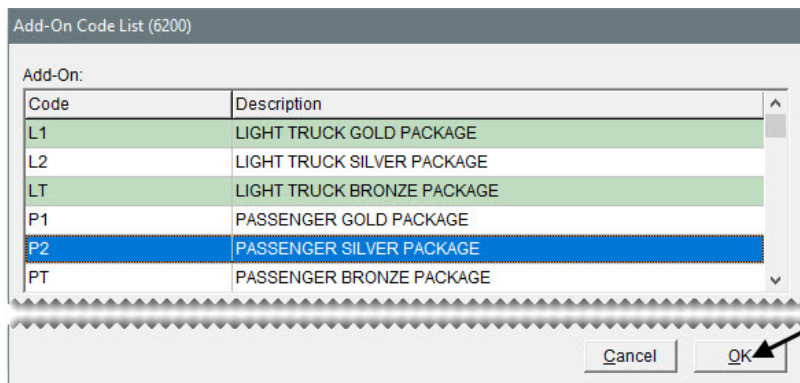 Add-On Code List (6200)
Add-On:
Code Description
L1 LIGHT TRUCK GOLD PACKAGE
L2 LIGHT TRUCK SILVER PACKAGE
LT LIGHT TRUCK BRONZE PACKAGE
P1 PASSENGER GOLD PACKAGE
P2 PASSENGER SILVER PACKAGE
PT PASSENGER BRONZE PACKAGE
Cancel OK